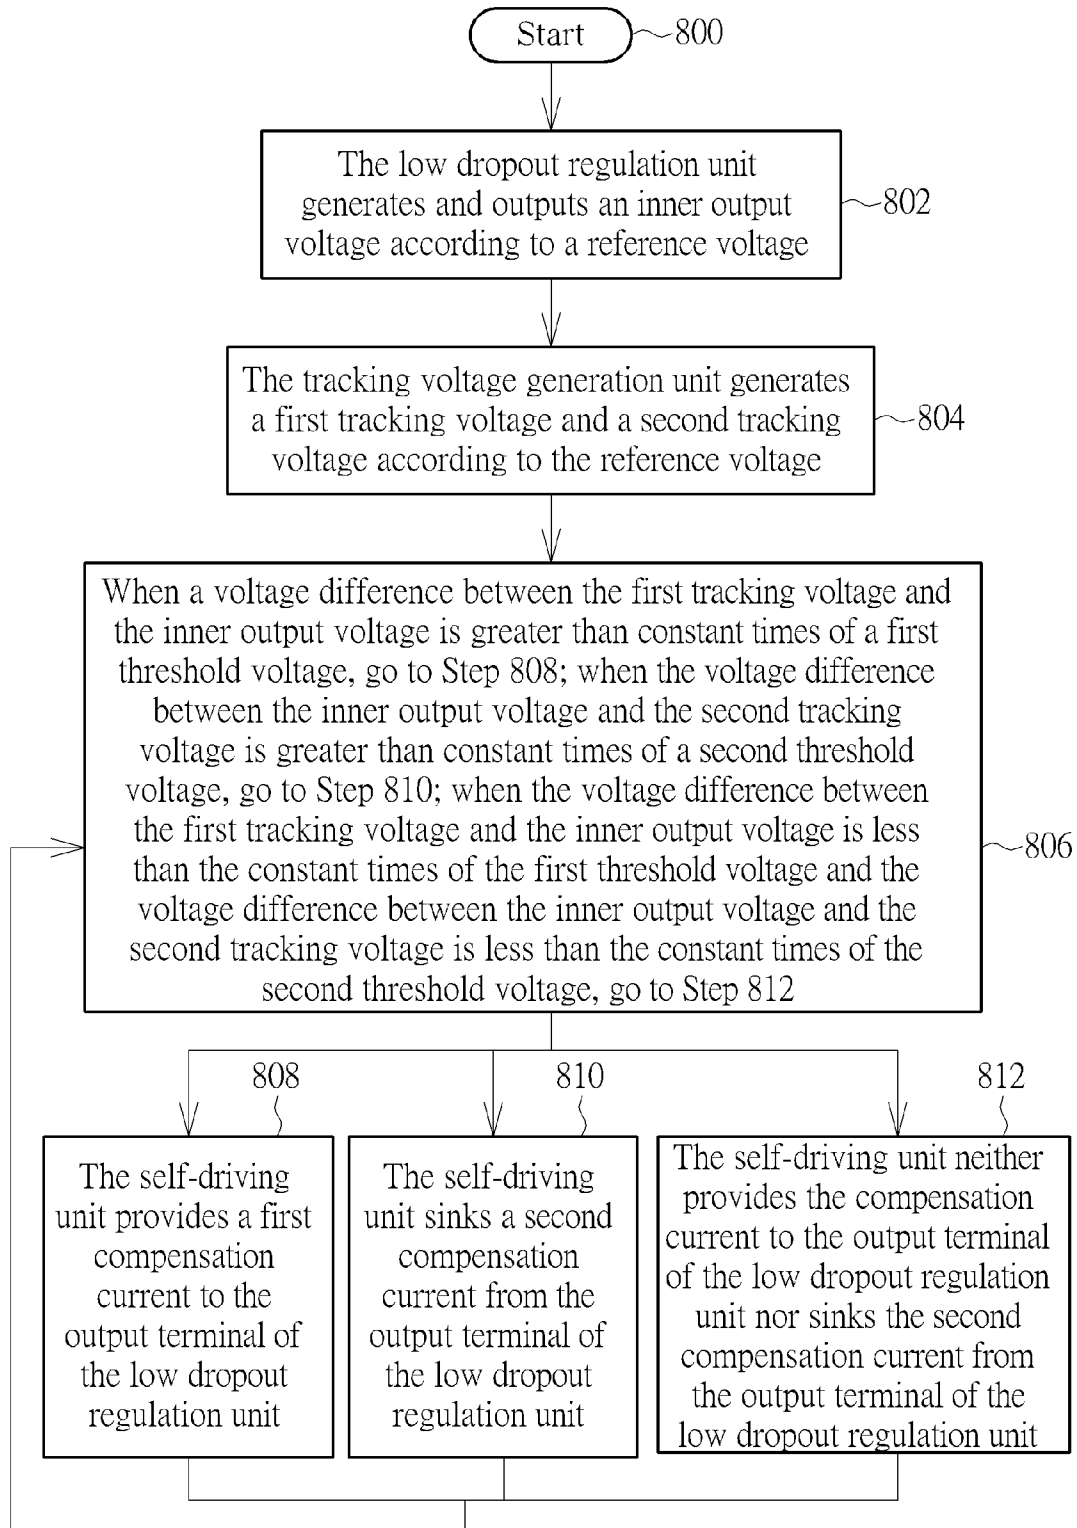 Start
800
The low dropout regulation unit
generates and outputs an inner output
voltage according to a reference voltage
802
The tracking voltage generation unit generates
a first tracking voltage and a second tracking
voltage according to the reference voltage
804
When a voltage difference between the first tracking voltage and
the inner output voltage is greater than constant times of a first
threshold voltage, go to Step 808; when the voltage difference
between the inner output voltage and the second tracking
voltage is greater than constant times of a second threshold
voltage, go to Step 810; when the voltage difference between
the first tracking voltage and the inner output voltage is less
than the constant times of the first threshold voltage and the
voltage difference between the inner output voltage and the
second tracking voltage is less than the constant times of the
second threshold voltage, go to Step 812
806
808
The self-driving
unit provides a first
compensation
current to the
output terminal of
the low dropout
regulation unit
810
The self-driving
unit sinks a second
compensation
current from the
output terminal of
the low dropout
regulation unit
812
The self-driving unit neither
provides the compensation
current to the output terminal
of the low dropout regulation
unit nor sinks the second
compensation current from
the output terminal of the
low dropout regulation unit